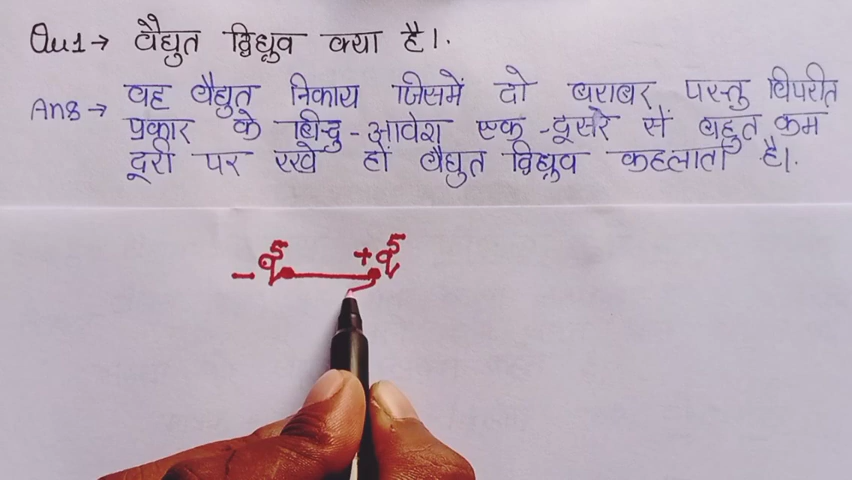 Qu1→ वैद्युत द्विध्रुव क्या है।.
Ans→ वह वैद्युत निकाय जिसमें दो बराबर परन्तु विपरीत
प्रकार के बिन्दु-आवेश एक-दूसरे से बहुत कम
दूरी पर रखे हों वैद्युत द्विध्रुव कहलाता है।.
-q +q